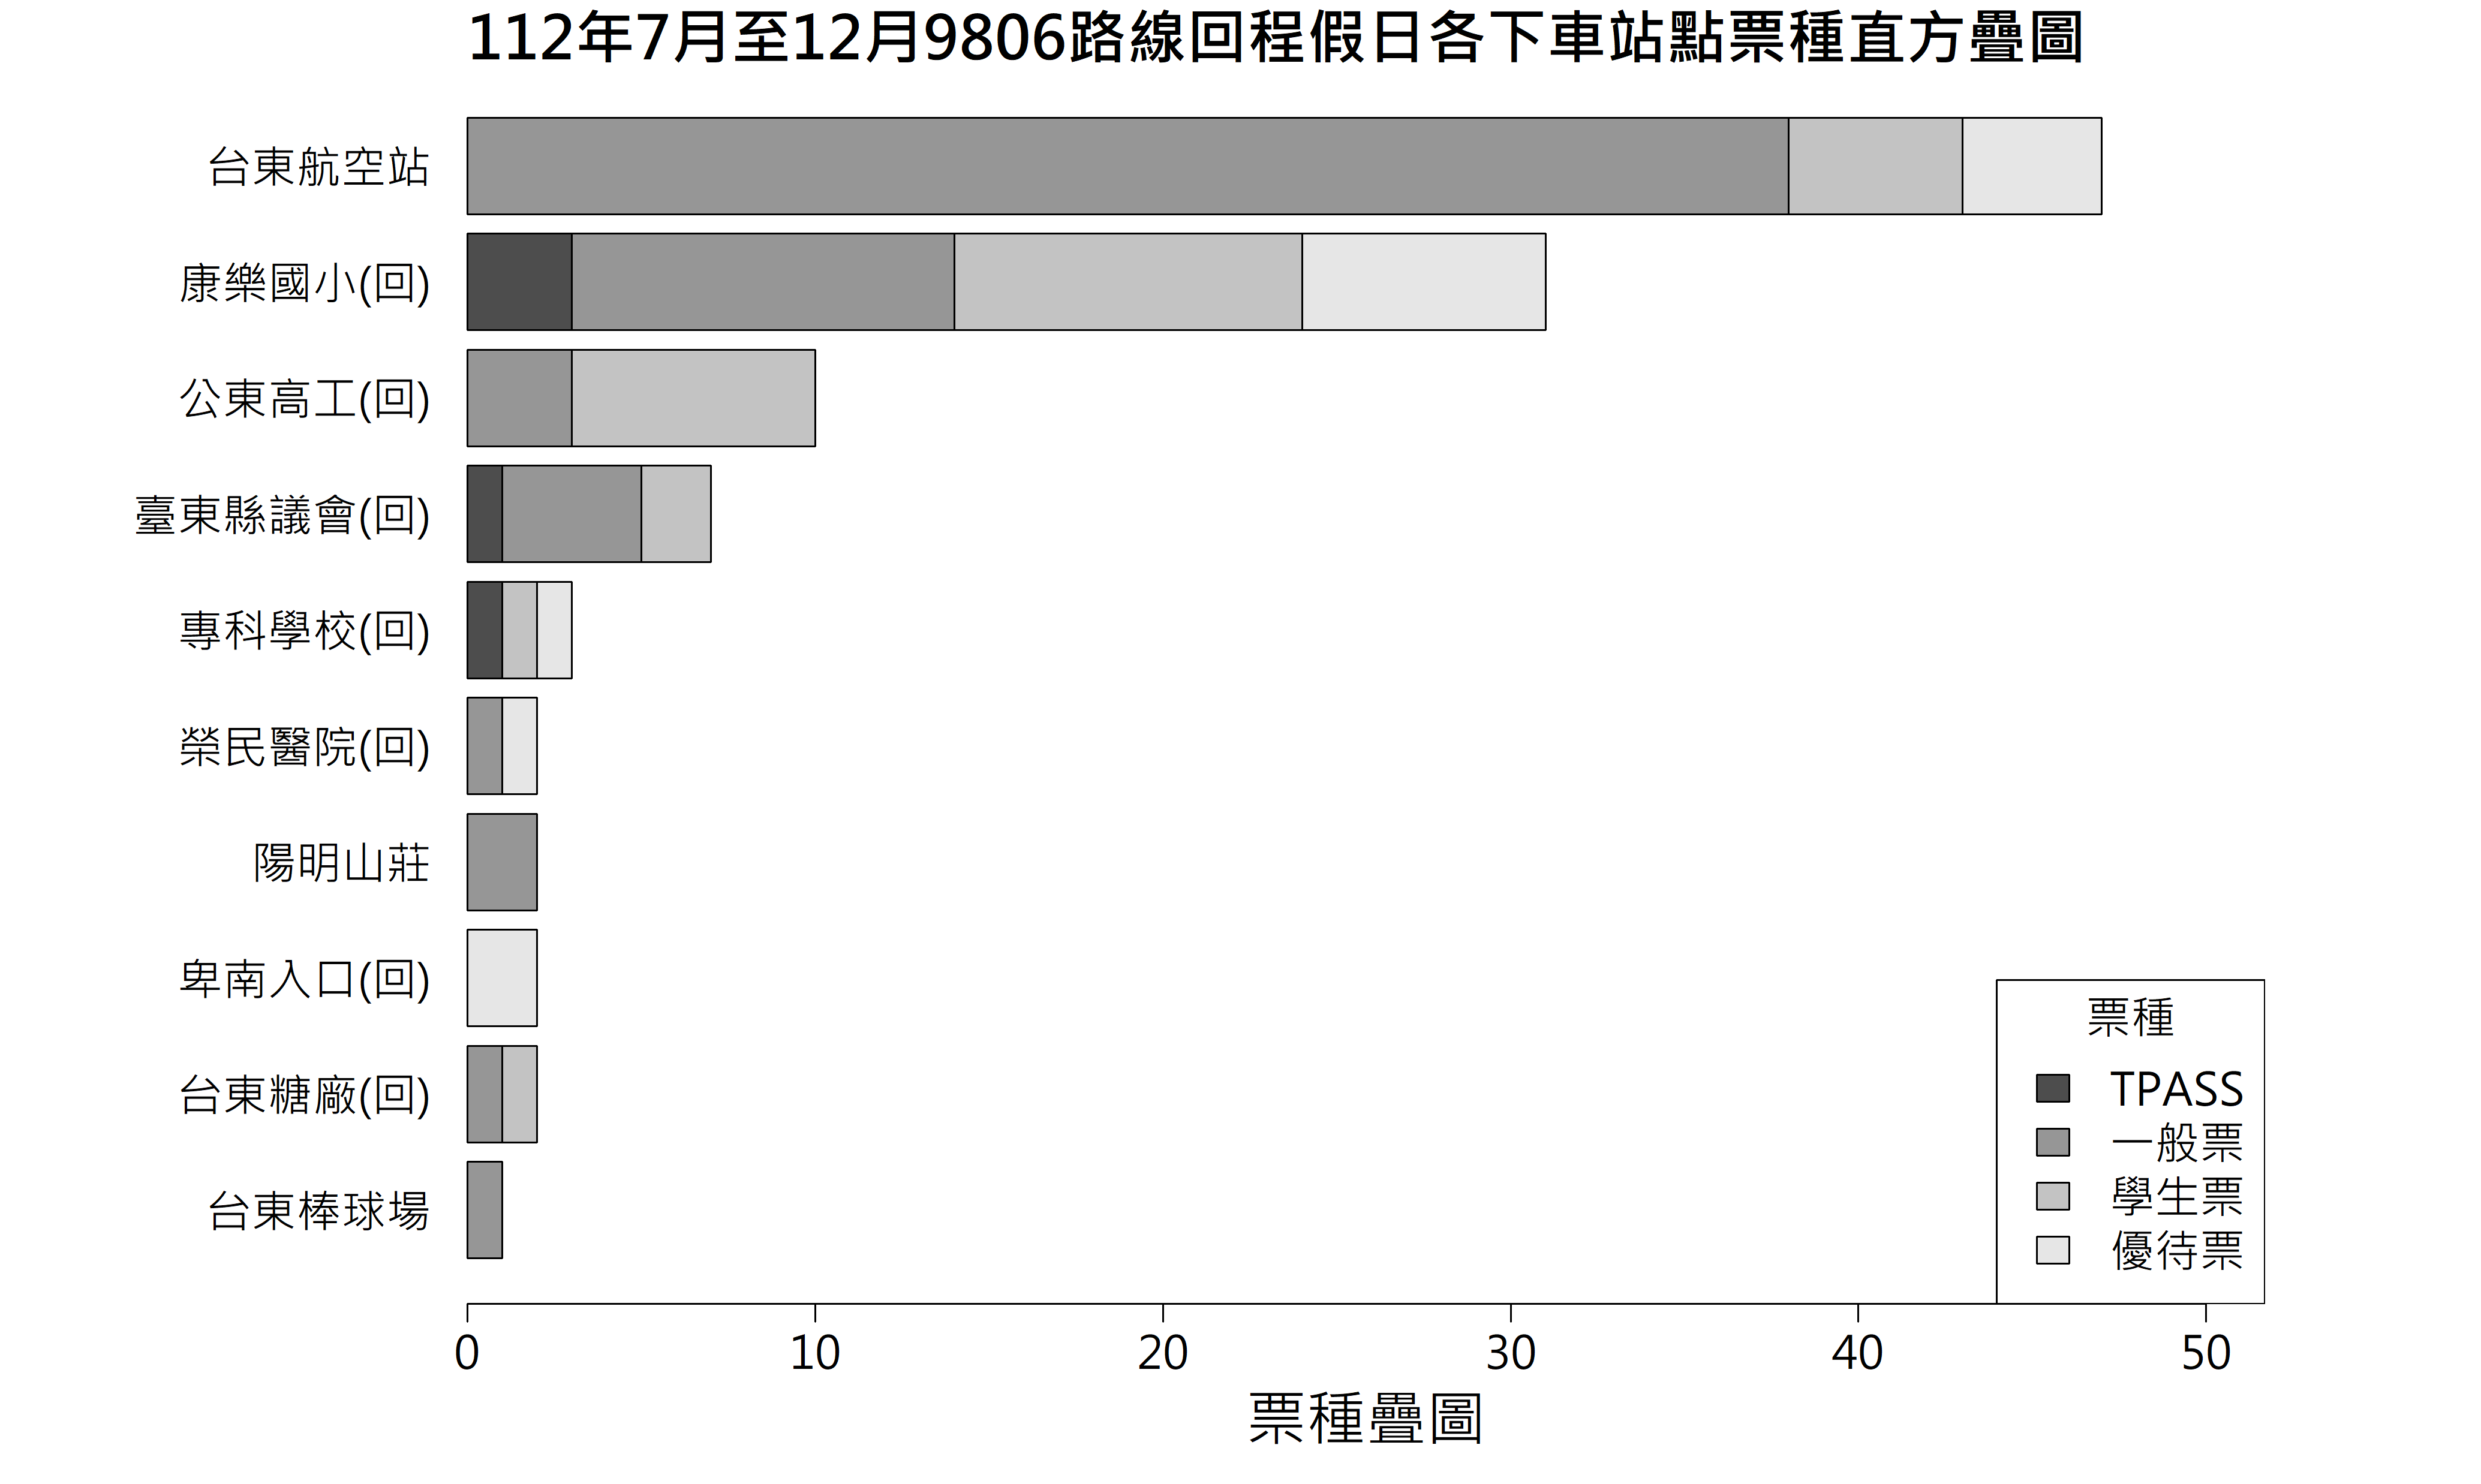 112年7月至12月9806路線回程假日各下車站點票種直方疊圖
台東航空站
康樂國小(回)
公東高工(回)
臺東縣議會(回)
專科學校(回)
榮民醫院(回)
陽明山莊
卑南入口(回)
台東糖廠(回)
台東棒球場
票種
TPASS
一般票
學生票
優待票
0 10 20 30 40 50
票種疊圖